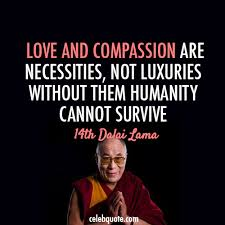 LOVE AND COMPASSION ARE
NECESSITIES, NOT LUXURIES
WITHOUT THEM HUMANITY
CANNOT SURVIVE
14th Dalai Lama
celebquote.com